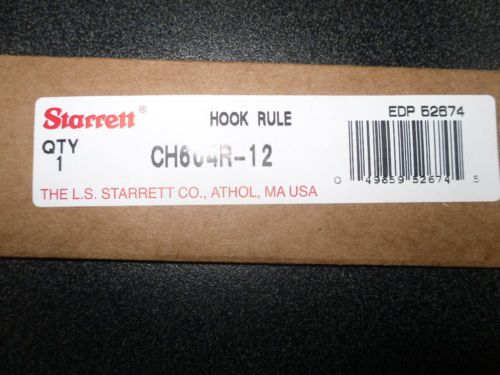 Starrett® HOOK RULE EDP 52674
QTY 1 CH604R-12
0 49659 52674 5
THE L.S. STARRETT CO., ATHOL, MA USA